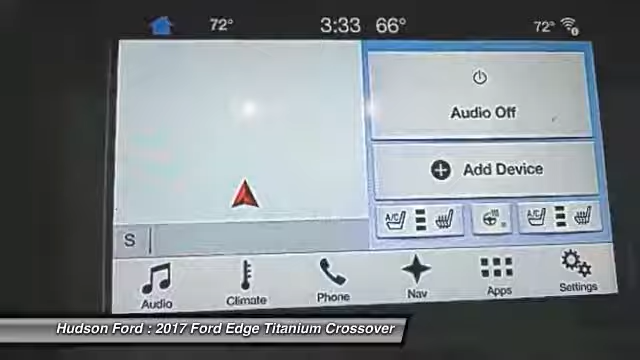 72° 3:33 66° 72°
Audio Off
Add Device
S
A/C A/C
Audio Climate Phone Nav Apps Settings
Hudson Ford : 2017 Ford Edge Titanium Crossover